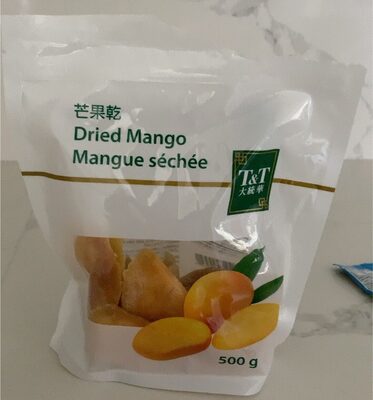 芒果乾
Dried Mango
Mangue séchée
T&T
大統華
500 g